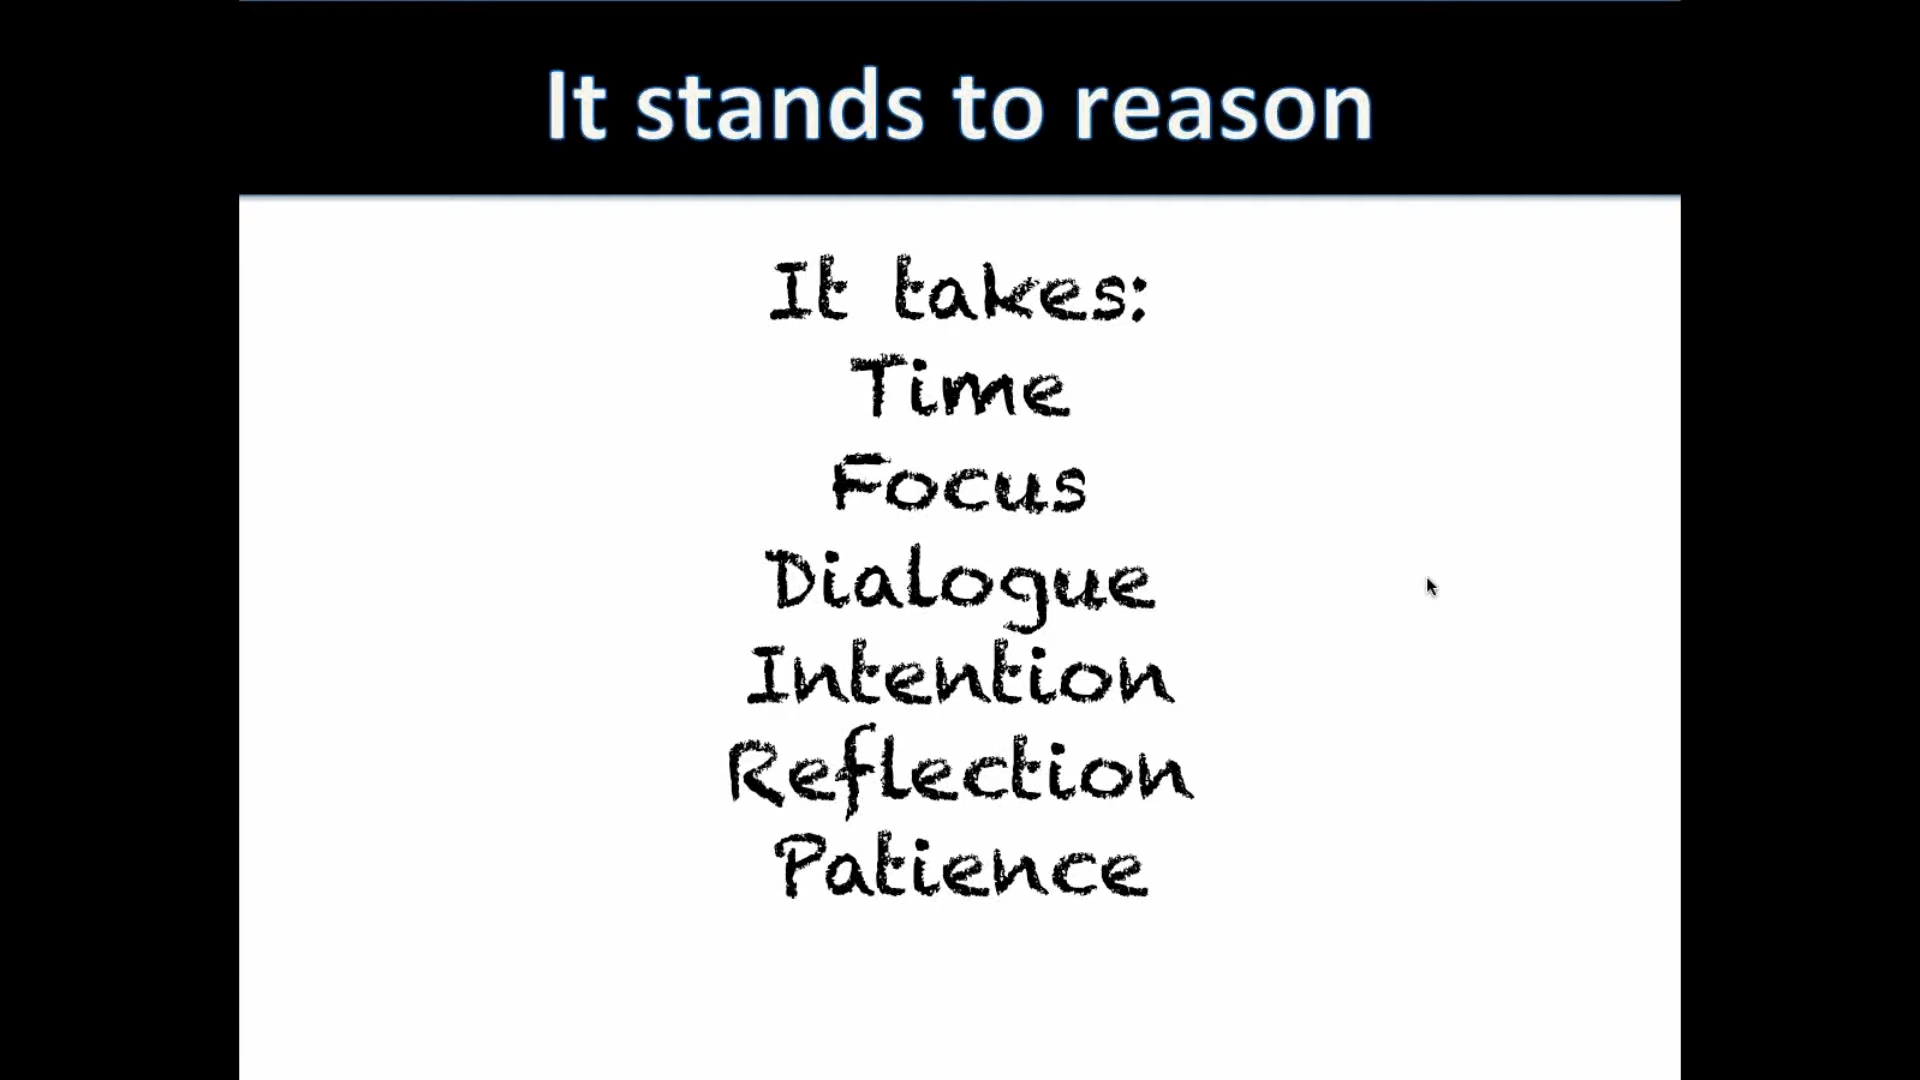 It stands to reason
It takes:
Time
Focus
Dialogue
Intention
Reflection
Patience